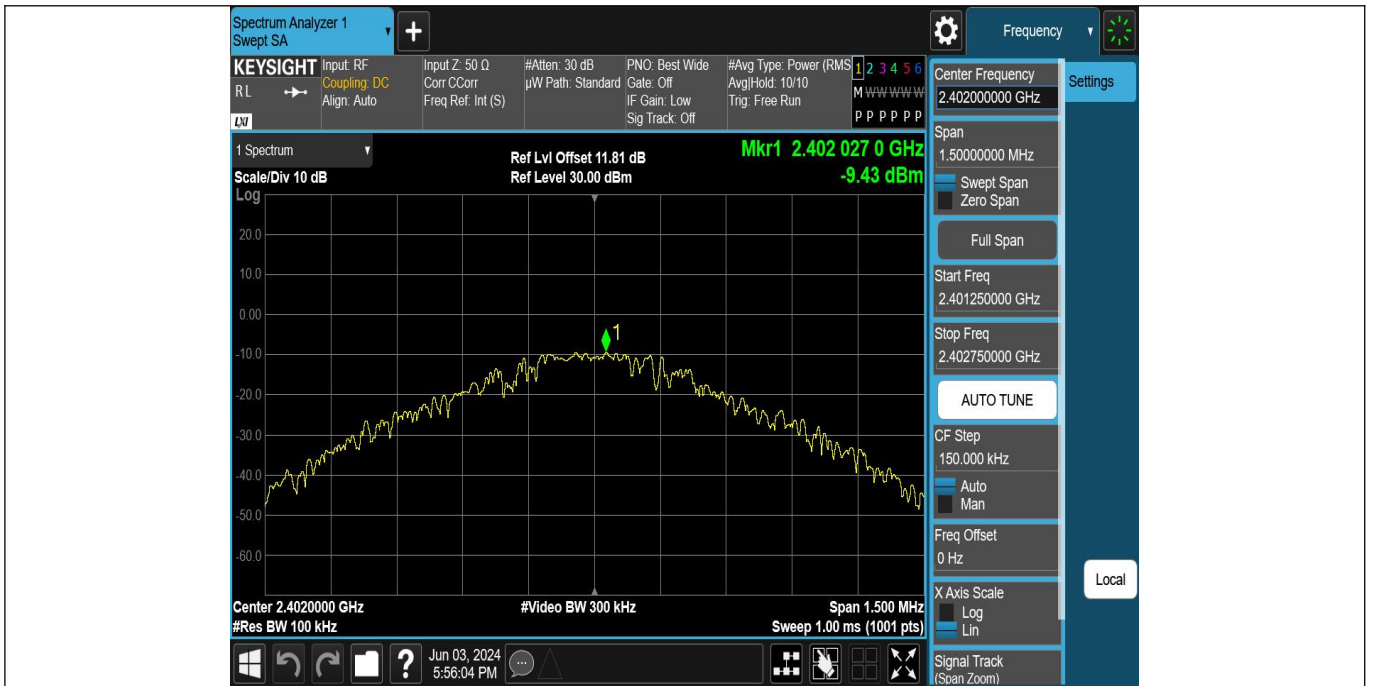 Spectrum Analyzer 1
Swept SA
Frequency
KEYSIGHT
RL
LXI
Input: RF
Coupling: DC
Align: Auto
Input Z: 50 Ω
Corr CCorr
Freq Ref: Int (S)
#Atten: 30 dB
µW Path: Standard
PNO: Best Wide
Gate: Off
IF Gain: Low
Sig Track: Off
#Avg Type: Power (RMS
Avg|Hold: 10/10
Trig: Free Run
1 2 3 4 5 6
M W W W W W
P P P P P P
1 Spectrum
Scale/Div 10 dB
Log
Ref Lvl Offset 11.81 dB
Ref Level 30.00 dBm
Mkr1 2.402 027 0 GHz
-9.43 dBm
20.0
10.0
0.00
1
-10.0
-20.0
-30.0
-40.0
-50.0
-60.0
Center 2.4020000 GHz
#Video BW 300 kHz
Span 1.500 MHz
#Res BW 100 kHz
Sweep 1.00 ms (1001 pts)
?
Jun 03, 2024
5:56:04 PM
Center Frequency
2.402000000 GHz
Settings
Span
1.50000000 MHz
Swept Span
Zero Span
Full Span
Start Freq
2.401250000 GHz
Stop Freq
2.402750000 GHz
AUTO TUNE
CF Step
150.000 kHz
Auto
Man
Freq Offset
0 Hz
Local
X Axis Scale
Log
Lin
Signal Track
(Span Zoom)